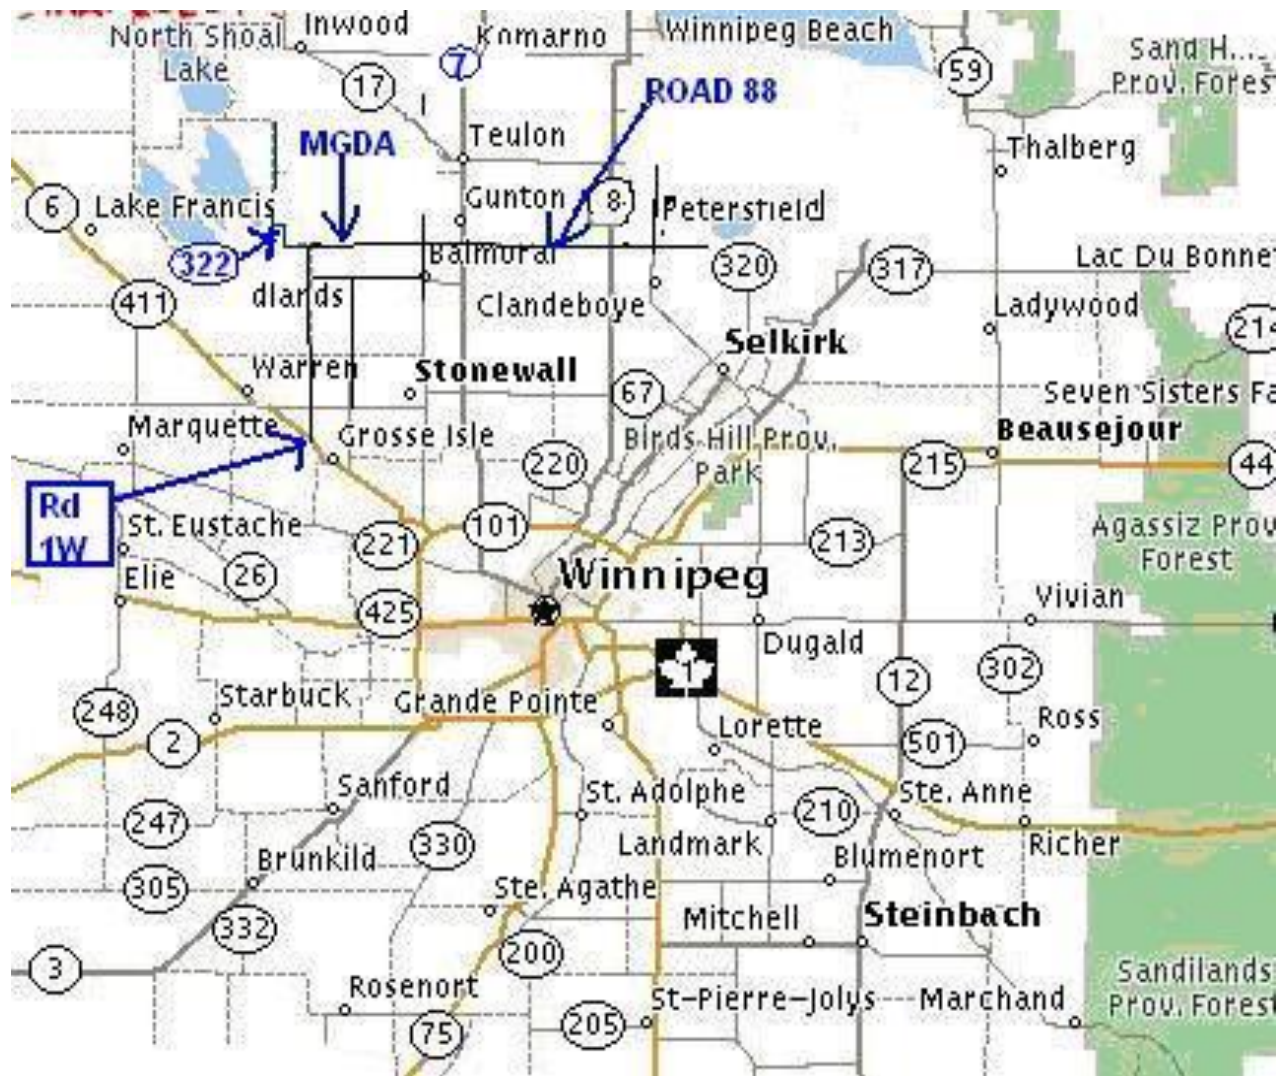 Inwood
North Shoal
Lake
Komarno
7
17
Winnipeg Beach
59
Sand H....
Prov. Forest
ROAD 88
MGDA
Teulon
Thalberg
Gunton
8
6
Lake Francis
Petersfield
322
Balmoral
320
317
Lac Du Bonnet
dlands
411
Clandeboye
Ladywood
214
Selkirk
Warren
Stonewall
67
Seven Sisters Fa
Marquette
Grosse Isle
Birds Hill Prov.
Park
Beausejour
220
215
44
Rd
1W
St. Eustache
221
101
213
Agassiz Prov
Forest
Elie
26
Winnipeg
425
Vivian
Dugald
1
302
12
248
Starbuck
Grande Pointe
Lorette
Ross
2
501
Sanford
St. Adolphe
Ste. Anne
247
330
210
Landmark
Richer
Brunkild
Blumenort
305
Ste. Agathe
332
Mitchell
Steinbach
3
200
Rosenort
St-Pierre-Jolys
Marchand
Sandilands
Prov. Forest
75
205